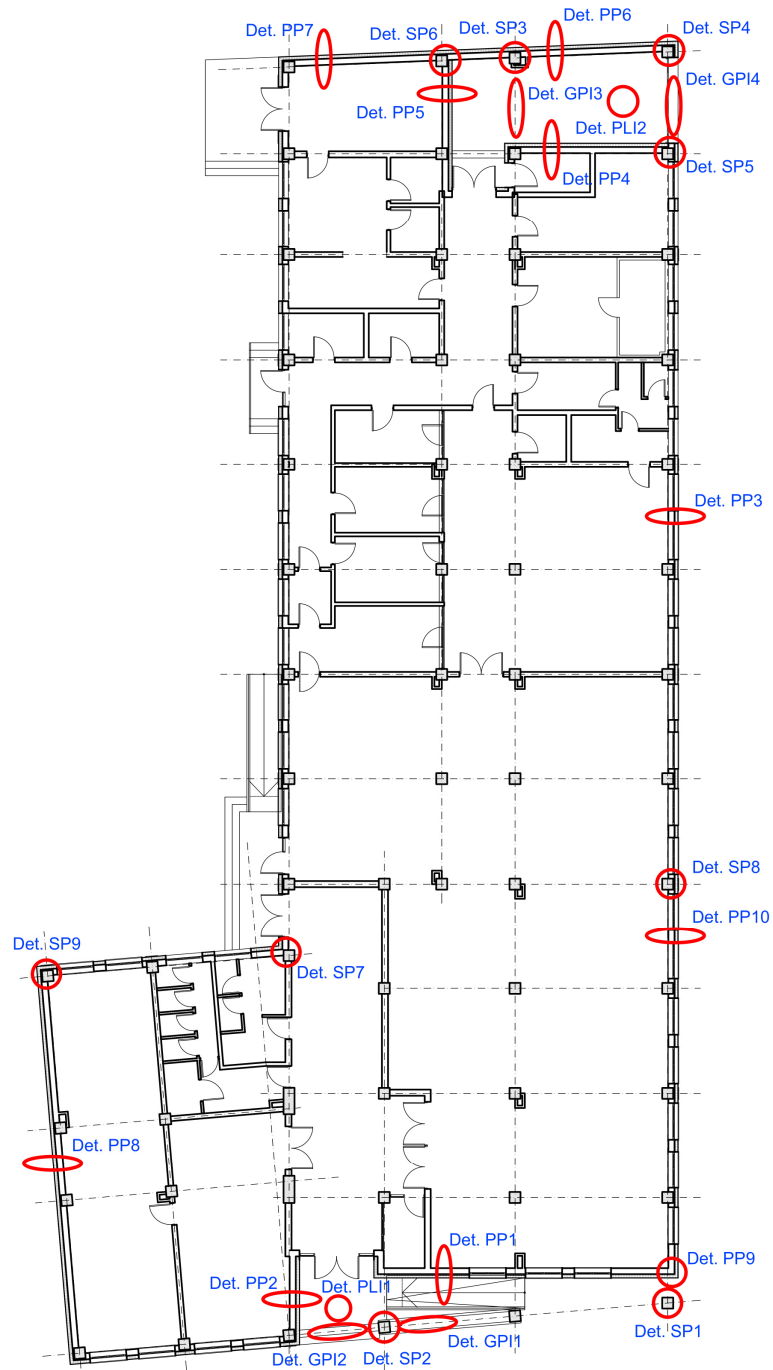 Det. PP7
Det. SP6
Det. SP3
Det. PP6
Det. SP4
Det. GPI3
Det. GPI4
Det. PP5
Det. PLI2
Det. PP4
Det. SP5
Det. PP3
Det. SP8
Det. PP10
Det. SP9
Det. SP7
Det. PP8
Det. PP1
Det. PP9
Det. PP2
Det. PLI1
Det. SP1
Det. GPI1
Det. GPI2
Det. SP2